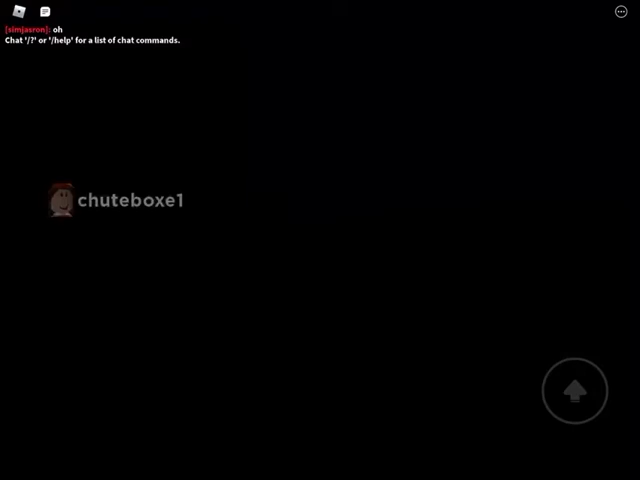 [simjasron]: oh
Chat '/?' or '/help' for a list of chat commands.
chuteboxe1